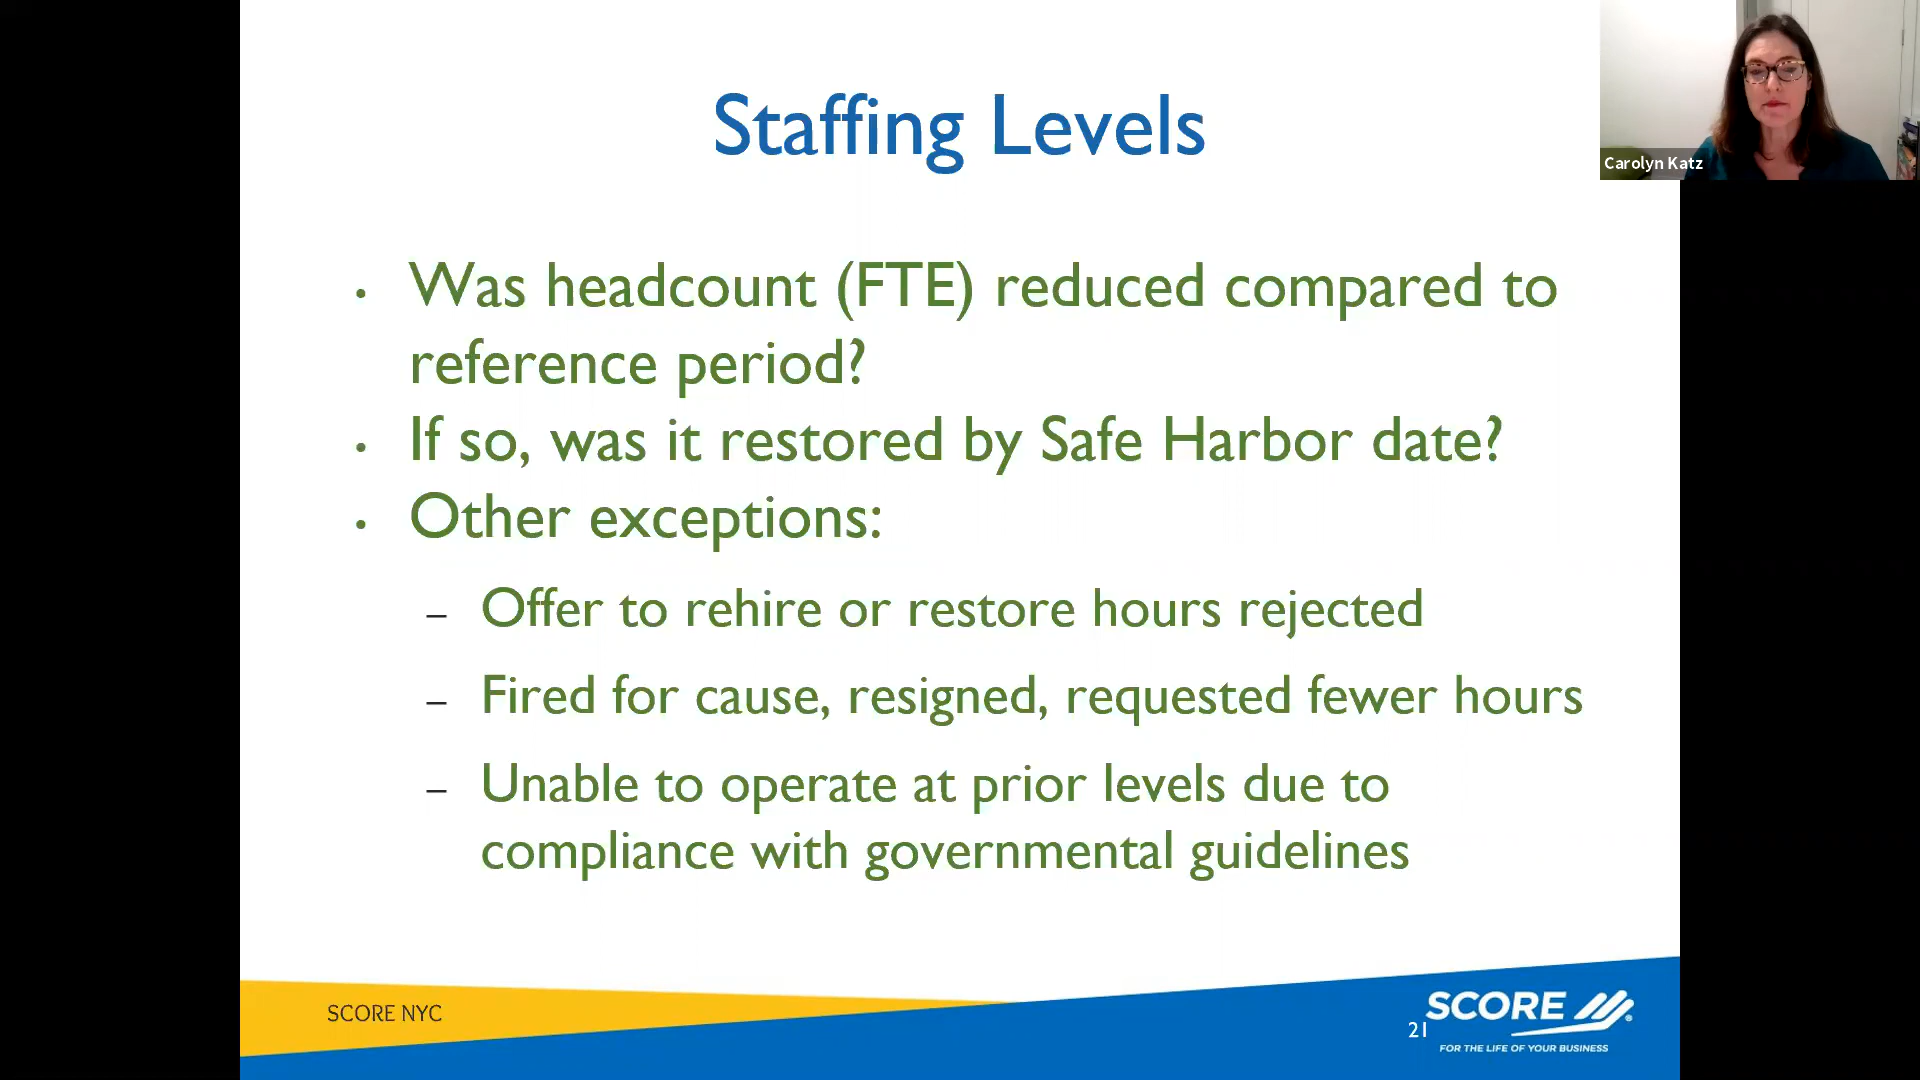 Staffing Levels
Carolyn Katz
• Was headcount (FTE) reduced compared to
reference period?
• If so, was it restored by Safe Harbor date?
• Other exceptions:
– Offer to rehire or restore hours rejected
– Fired for cause, resigned, requested fewer hours
– Unable to operate at prior levels due to
compliance with governmental guidelines
SCORE NYC
21
SCORE
FOR THE LIFE OF YOUR BUSINESS